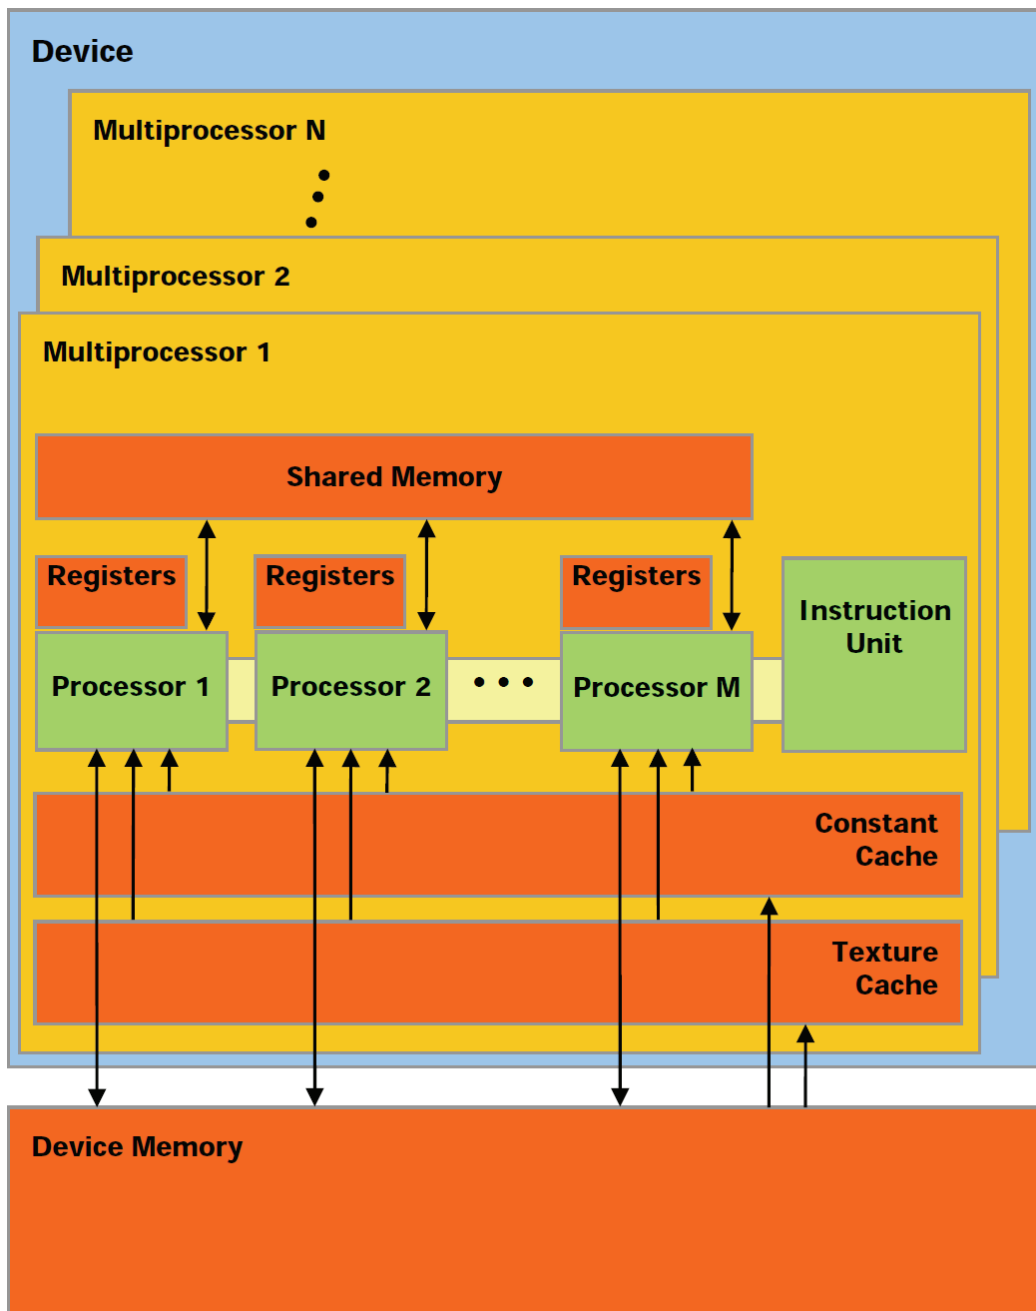 Device
Multiprocessor N
Multiprocessor 2
Multiprocessor 1
Shared Memory
Registers
Registers
Registers
Instruction
Unit
Processor 1
Processor 2
• • •
Processor M
Constant
Cache
Texture
Cache
Device Memory